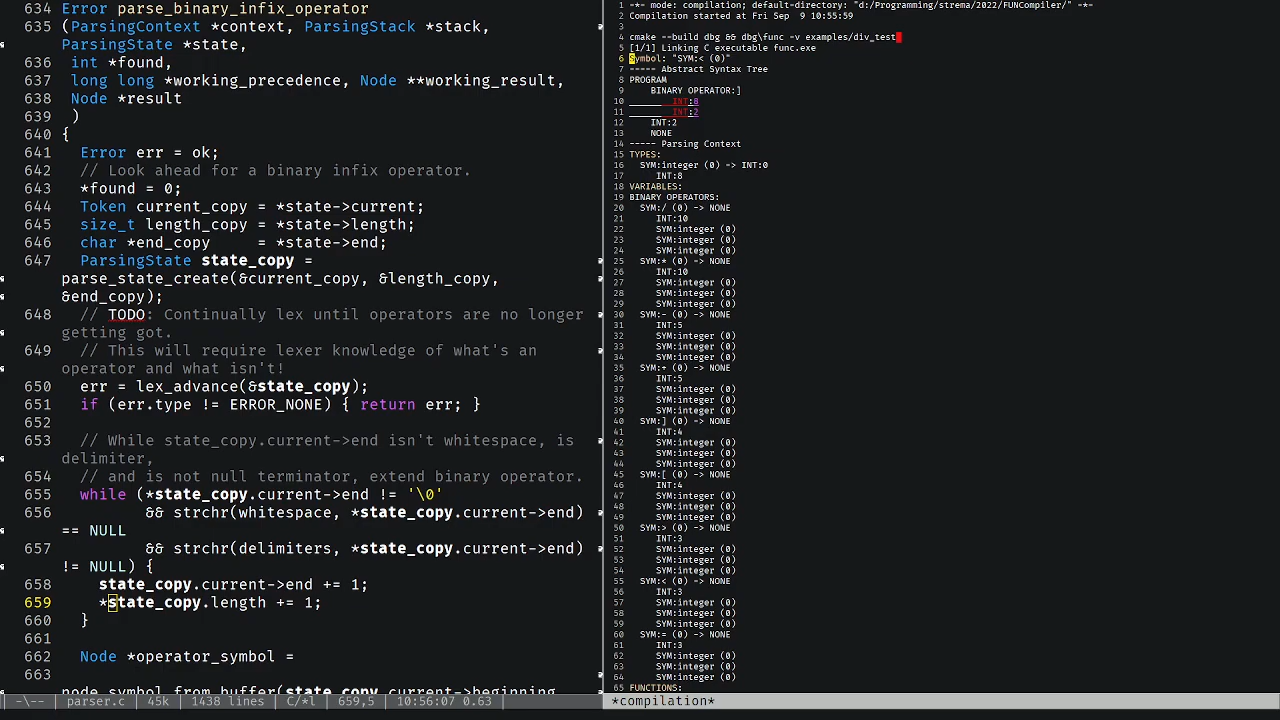 634 Error parse_binary_infix_operator
(ParsingContext *context, ParsingStack *stack,
ParsingState *state,
636  int *found,
637  long long *working_precedence, Node **working_result,
638  Node *result
639  )
640 {
641   Error err = ok;
642   // Look ahead for a binary infix operator.
643   *found = 0;
644   Token current_copy = *state->current;
645   size_t length_copy = *state->length;
646   char *end_copy     = *state->end;
647   ParsingState state_copy =
parse_state_create(&current_copy, &length_copy,
&end_copy);
648   // TODO: Continually lex until operators are no longer
getting got.
649   // This will require lexer knowledge of what's an
operator and what isn't!
650   err = lex_advance(&state_copy);
651   if (err.type != ERROR_NONE) { return err; }
652
653   // While state_copy.current->end isn't whitespace, is
delimiter,
654   // and is not null terminator, extend binary operator.
655   while (*state_copy.current->end != '\0'
656          && strchr(whitespace, *state_copy.current->end)
== NULL
657          && strchr(delimiters, *state_copy.current->end)
!= NULL) {
658     state_copy.current->end += 1;
659     *state_copy.length += 1;
660   }
661
662   Node *operator_symbol =
663
node_symbol_from_buffer(state_copy.current->beginning,
-\--  parser.c  45k  1438 lines  C/*l  659,5  10:56:07 0.63
1 -*- mode: compilation; default-directory: "d:/Programming/strema/2022/FUNCompiler/" -*-
2 Compilation started at Fri Sep  9 10:55:59
3
4 cmake --build dbg && dbg\func -v examples/div_test
5 [1/1] Linking C executable func.exe
6 Symbol: "SYM:< (0)"
7 ----- Abstract Syntax Tree
8 PROGRAM
9     BINARY OPERATOR:]
10         INT:8
11         INT:2
12     INT:2
13     NONE
14 ----- Parsing Context
15 TYPES:
16   SYM:integer (0) -> INT:0
17      INT:8
18 VARIABLES:
19 BINARY OPERATORS:
20   SYM:/ (0) -> NONE
21      INT:10
22      SYM:integer (0)
23      SYM:integer (0)
24      SYM:integer (0)
25   SYM:* (0) -> NONE
26      INT:10
27      SYM:integer (0)
28      SYM:integer (0)
29      SYM:integer (0)
30   SYM:- (0) -> NONE
31      INT:5
32      SYM:integer (0)
33      SYM:integer (0)
34      SYM:integer (0)
35   SYM:+ (0) -> NONE
36      INT:5
37      SYM:integer (0)
38      SYM:integer (0)
39      SYM:integer (0)
40   SYM:] (0) -> NONE
41      INT:4
42      SYM:integer (0)
43      SYM:integer (0)
44      SYM:integer (0)
45   SYM:[ (0) -> NONE
46      INT:4
47      SYM:integer (0)
48      SYM:integer (0)
49      SYM:integer (0)
50   SYM:> (0) -> NONE
51      INT:3
52      SYM:integer (0)
53      SYM:integer (0)
54      SYM:integer (0)
55   SYM:< (0) -> NONE
56      INT:3
57      SYM:integer (0)
58      SYM:integer (0)
59      SYM:integer (0)
60   SYM:= (0) -> NONE
61      INT:3
62      SYM:integer (0)
63      SYM:integer (0)
64      SYM:integer (0)
65 FUNCTIONS:
*compilation*